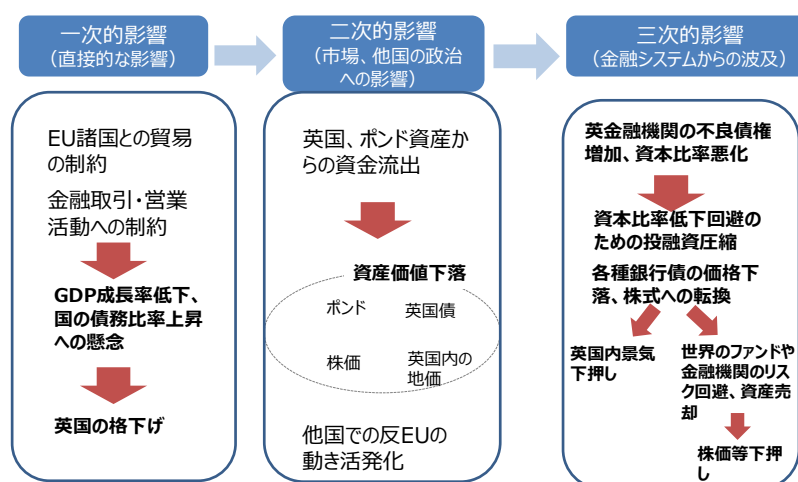 一次的影響
（直接的な影響）
EU諸国との貿易
の制約
金融取引・営業
活動への制約
GDP成長率低下、
国の債務比率上昇
への懸念
英国の格下げ
二次的影響
（市場、他国の政治
への影響）
英国、ポンド資産か
らの資金流出
資産価値下落
ポンド
英国債
株価
英国内の
地価
他国での反EUの
動き活発化
三次的影響
（金融システムからの波及）
英金融機関の不良債権
増加、資本比率悪化
資本比率低下回避の
ための投融資圧縮
各種銀行債の価格下
落、株式への転換
英国内景気
下押し
世界のファンドや
金融機関のリス
ク回避、資産売
却
株価等下押
し